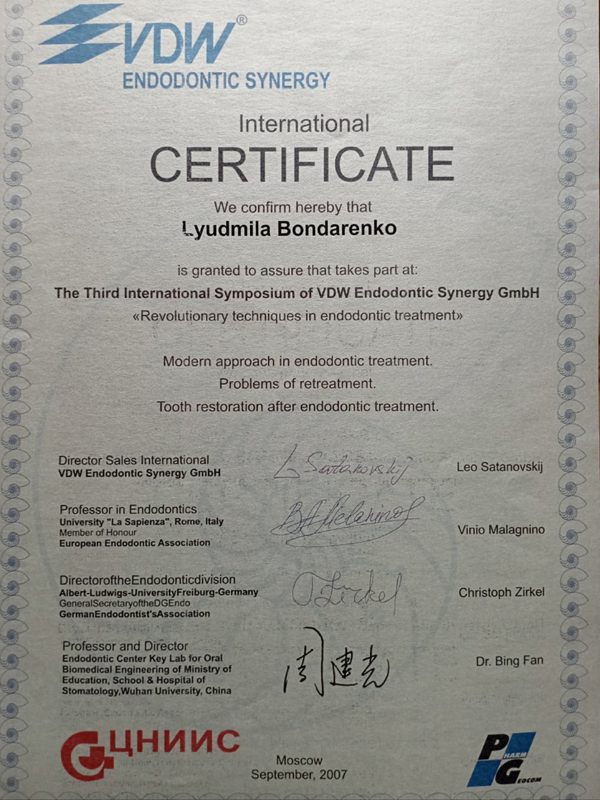 VDW®
ENDODONTIC SYNERGY
International
CERTIFICATE
We confirm hereby that
Lyudmila Bondarenko
is granted to assure that takes part at:
The Third International Symposium of VDW Endodontic Synergy GmbH
«Revolutionary techniques in endodontic treatment»
Modern approach in endodontic treatment.
Problems of retreatment.
Tooth restoration after endodontic treatment.
Director Sales International
VDW Endodontic Synergy GmbH
L Satanovskij
Leo Satanovskij
Professor in Endodontics
University "La Sapienza", Rome, Italy
Member of Honour
European Endodontic Association
Vinio Malagnino
DirectoroftheEndodonticdivision
Albert-Ludwigs-UniversityFreiburg-Germany
GeneralSecretaryoftheDGEndo
GermanEndodontist'sAssociation
Zirkel
Christoph Zirkel
Professor and Director
Endodontic Center Key Lab for Oral
Biomedical Engineering of Ministry of
Education, School & Hospital of
Stomatology,Wuhan University, China
Dr. Bing Fan
ЦНИИС
Moscow
September, 2007
PHARM
GEOCOM